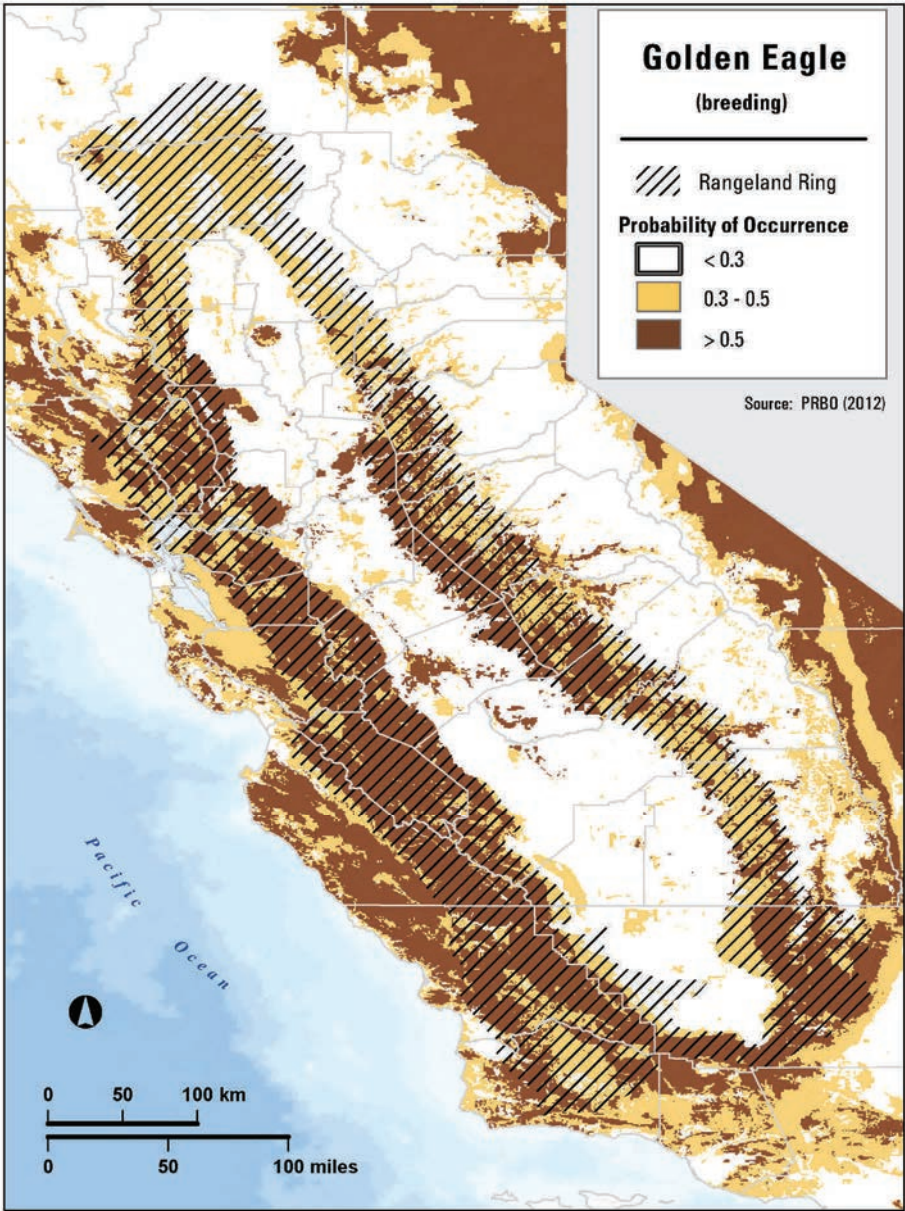 Golden Eagle
(breeding)
Rangeland Ring
Probability of Occurrence
< 0.3
0.3 - 0.5
> 0.5
Source: PRBO (2012)
Pacific
Ocean
0 50 100 km
0 50 100 miles